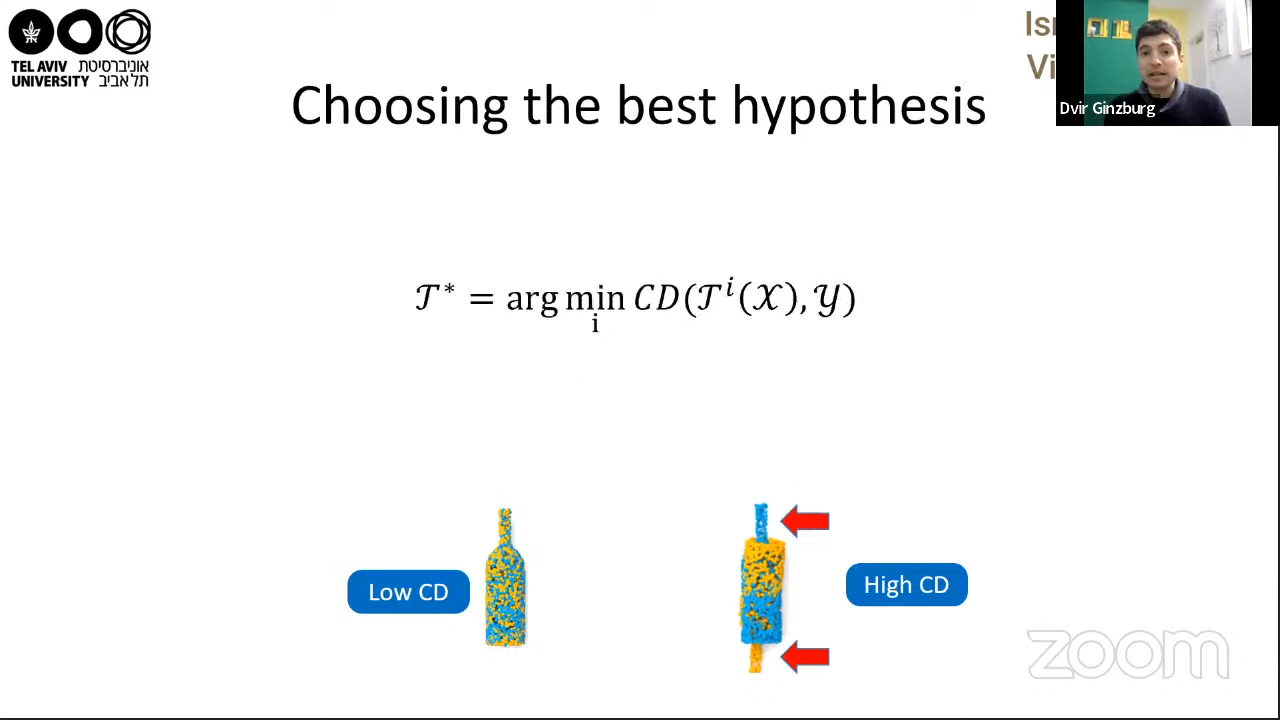 TEL AVIV אוניברסיטת
UNIVERSITY תל אביב
Dvir Ginzburg
Choosing the best hypothesis
𝒯* = arg min CD(𝒯ⁱ(𝒳), 𝒴)
i
Low CD
High CD
zoom